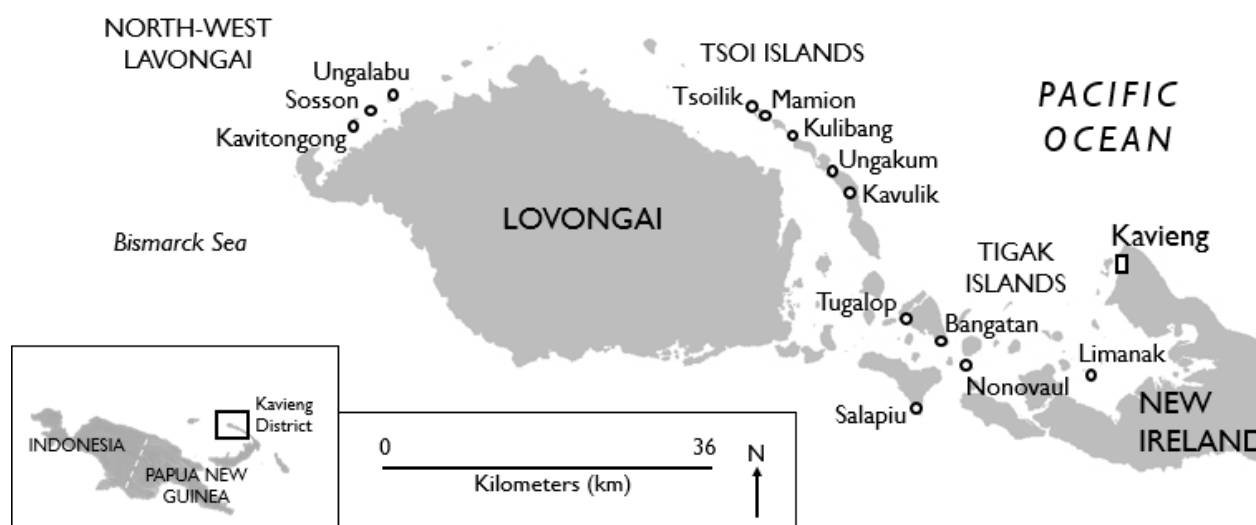 NORTH-WEST
LAVONGAI
Ungalabu
Sosson
Kavitongong
TSOI ISLANDS
Tsoilik
Mamion
Kulibang
Ungakum
Kavulik
PACIFIC
OCEAN
LOVONGAI
Bismarck Sea
Kavieng
TIGAK
ISLANDS
Tugalop
Bangatan
Limanak
Nonovaul
Salapiu
NEW
IRELAND
Kavieng
District
INDONESIA
PAPUA NEW
GUINEA
0 36
Kilometers (km)
N